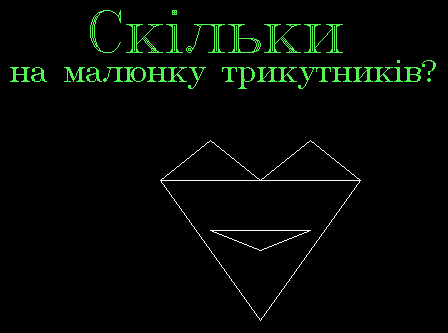 Скільки
на малюнку трикутників?